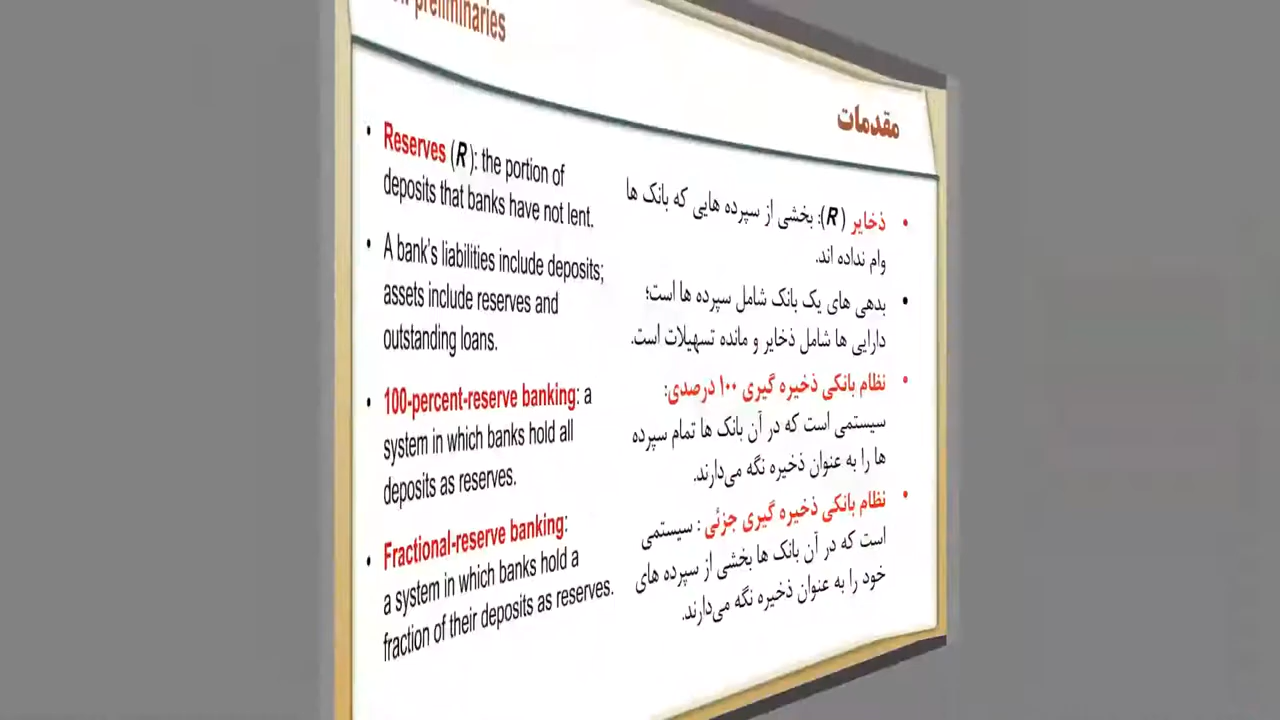 preliminaries
• Reserves (R): the portion of
deposits that banks have not lent.
• A bank's liabilities include deposits;
assets include reserves and
outstanding loans.
• 100-percent-reserve banking: a
system in which banks hold all
deposits as reserves.
• Fractional-reserve banking:
a system in which banks hold a
fraction of their deposits as reserves.
مقدمات
• ذخایر (R): بخشی از سپرده هایی که بانک ها
وام نداده اند.
• بدهی های یک بانک شامل سپرده ها است؛
دارایی ها شامل ذخایر و مانده تسهیلات است.
• نظام بانکی ذخیره گیری ۱۰۰ درصدی:
سیستمی است که در آن بانک ها تمام سپرده
ها را به عنوان ذخیره نگه می‌دارند.
• نظام بانکی ذخیره گیری جزئی : سیستمی
است که در آن بانک ها بخشی از سپرده های
خود را به عنوان ذخیره نگه می‌دارند.